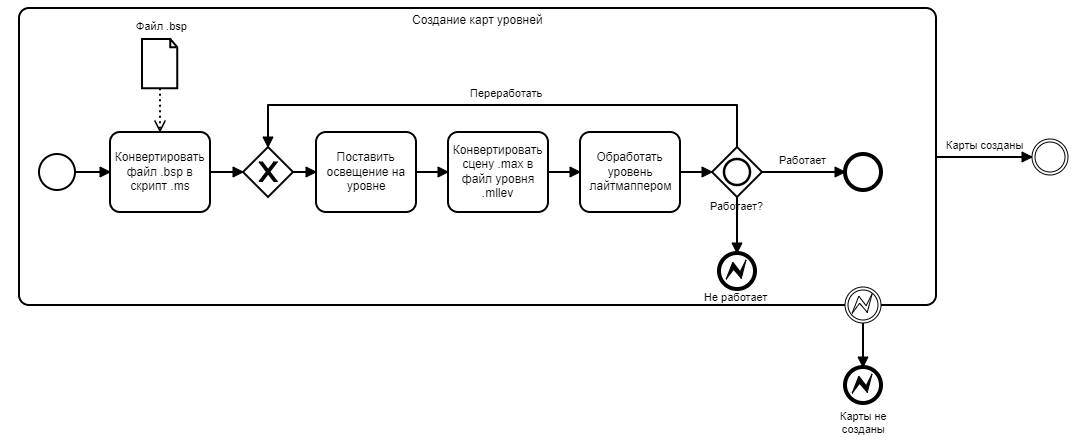 Создание карт уровней
Файл .bsp
Переработать
Конвертировать
файл .bsp в
скрипт .ms
Поставить
освещение на
уровне
Конвертировать
сцену .max в
файл уровня
.mllev
Обработать
уровень
лайтмаппером
Работает?
Работает
Не работает
Карты созданы
Карты не
созданы